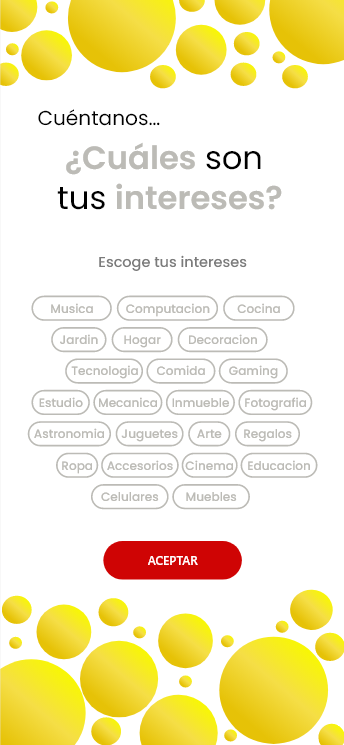 Cuéntanos...
¿Cuáles son
tus intereses?
Escoge tus intereses
Musica Computacion Cocina
Jardin Hogar Decoracion
Tecnologia Comida Gaming
Estudio Mecanica Inmueble Fotografia
Astronomia Juguetes Arte Regalos
Ropa Accesorios Cinema Educacion
Celulares Muebles
ACEPTAR